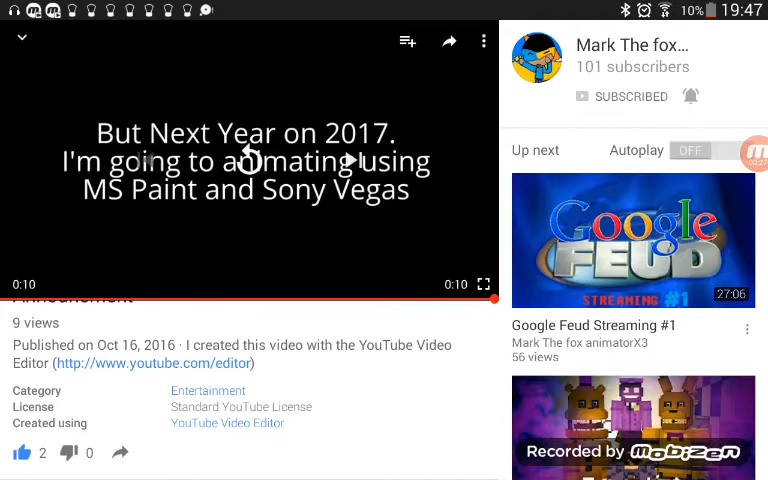 10% 19:47
But Next Year on 2017.
I'm going to animating using
MS Paint and Sony Vegas
0:10
0:10
Announcement
9 views
Published on Oct 16, 2016 · I created this video with the YouTube Video
Editor (http://www.youtube.com/editor)
Category Entertainment
License Standard YouTube License
Created using YouTube Video Editor
2 0
Mark The fox...
101 subscribers
SUBSCRIBED
Up next Autoplay OFF
00:27
Google
FEUD
STREAMING #1
27:06
Google Feud Streaming #1
Mark The fox animatorX3
56 views
Recorded by mobizen